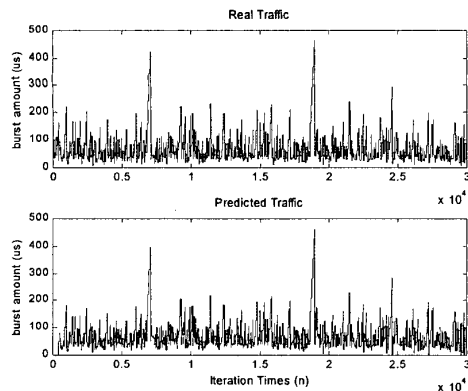 Real Traffic
burst amount (us)
500
400
300
200
100
0
0 0.5 1 1.5 2 2.5 3
x 10⁴
Predicted Traffic
burst amount (us)
500
400
300
200
100
0
0 0.5 1 1.5 2 2.5 3
Iteration Times (n)
x 10⁴